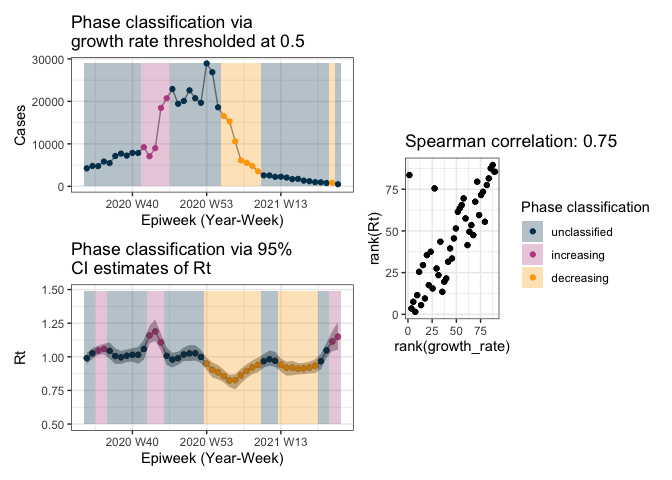 Phase classification via
growth rate thresholded at 0.5
30000
20000
10000
0
Cases
2020 W40
2020 W53
2021 W13
Epiweek (Year-Week)
Phase classification via 95%
CI estimates of Rt
1.50
1.25
1.00
0.75
0.50
Rt
2020 W40
2020 W53
2021 W13
Epiweek (Year-Week)
Spearman correlation: 0.75
75
50
25
0
rank(Rt)
0
25
50
75
rank(growth_rate)
Phase classification
unclassified
increasing
decreasing